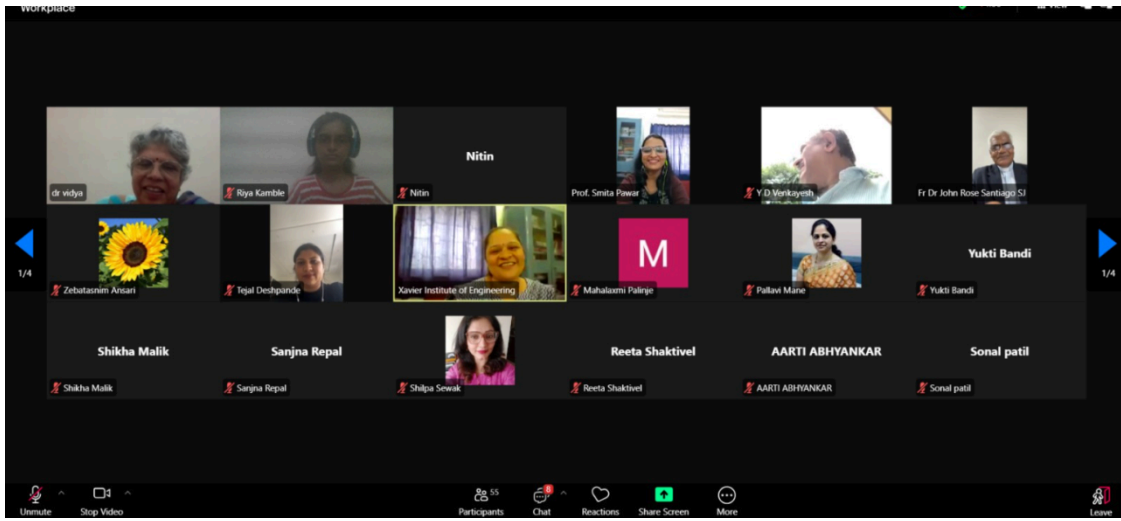 Workplace
View
dr vidya
Riya Kamble
Nitin
Nitin
Prof. Smita Pawar
Y.D.Venkayesh
Fr Dr John Rose Santiago SJ
1/4
1/4
Zebatasnim Ansari
Tejal Deshpande
Xavier Institute of Engineering
M
Mahalaxmi Palinje
Pallavi Mane
Yukti Bandi
Yukti Bandi
Shikha Malik
Shikha Malik
Sanjna Repal
Sanjna Repal
Shilpa Sewak
Reeta Shaktivel
Reeta Shaktivel
AARTI ABHYANKAR
AARTI ABHYANKAR
Sonal patil
Sonal patil
Unmute
Stop Video
55
Participants
8
Chat
Reactions
Share Screen
More
Leave